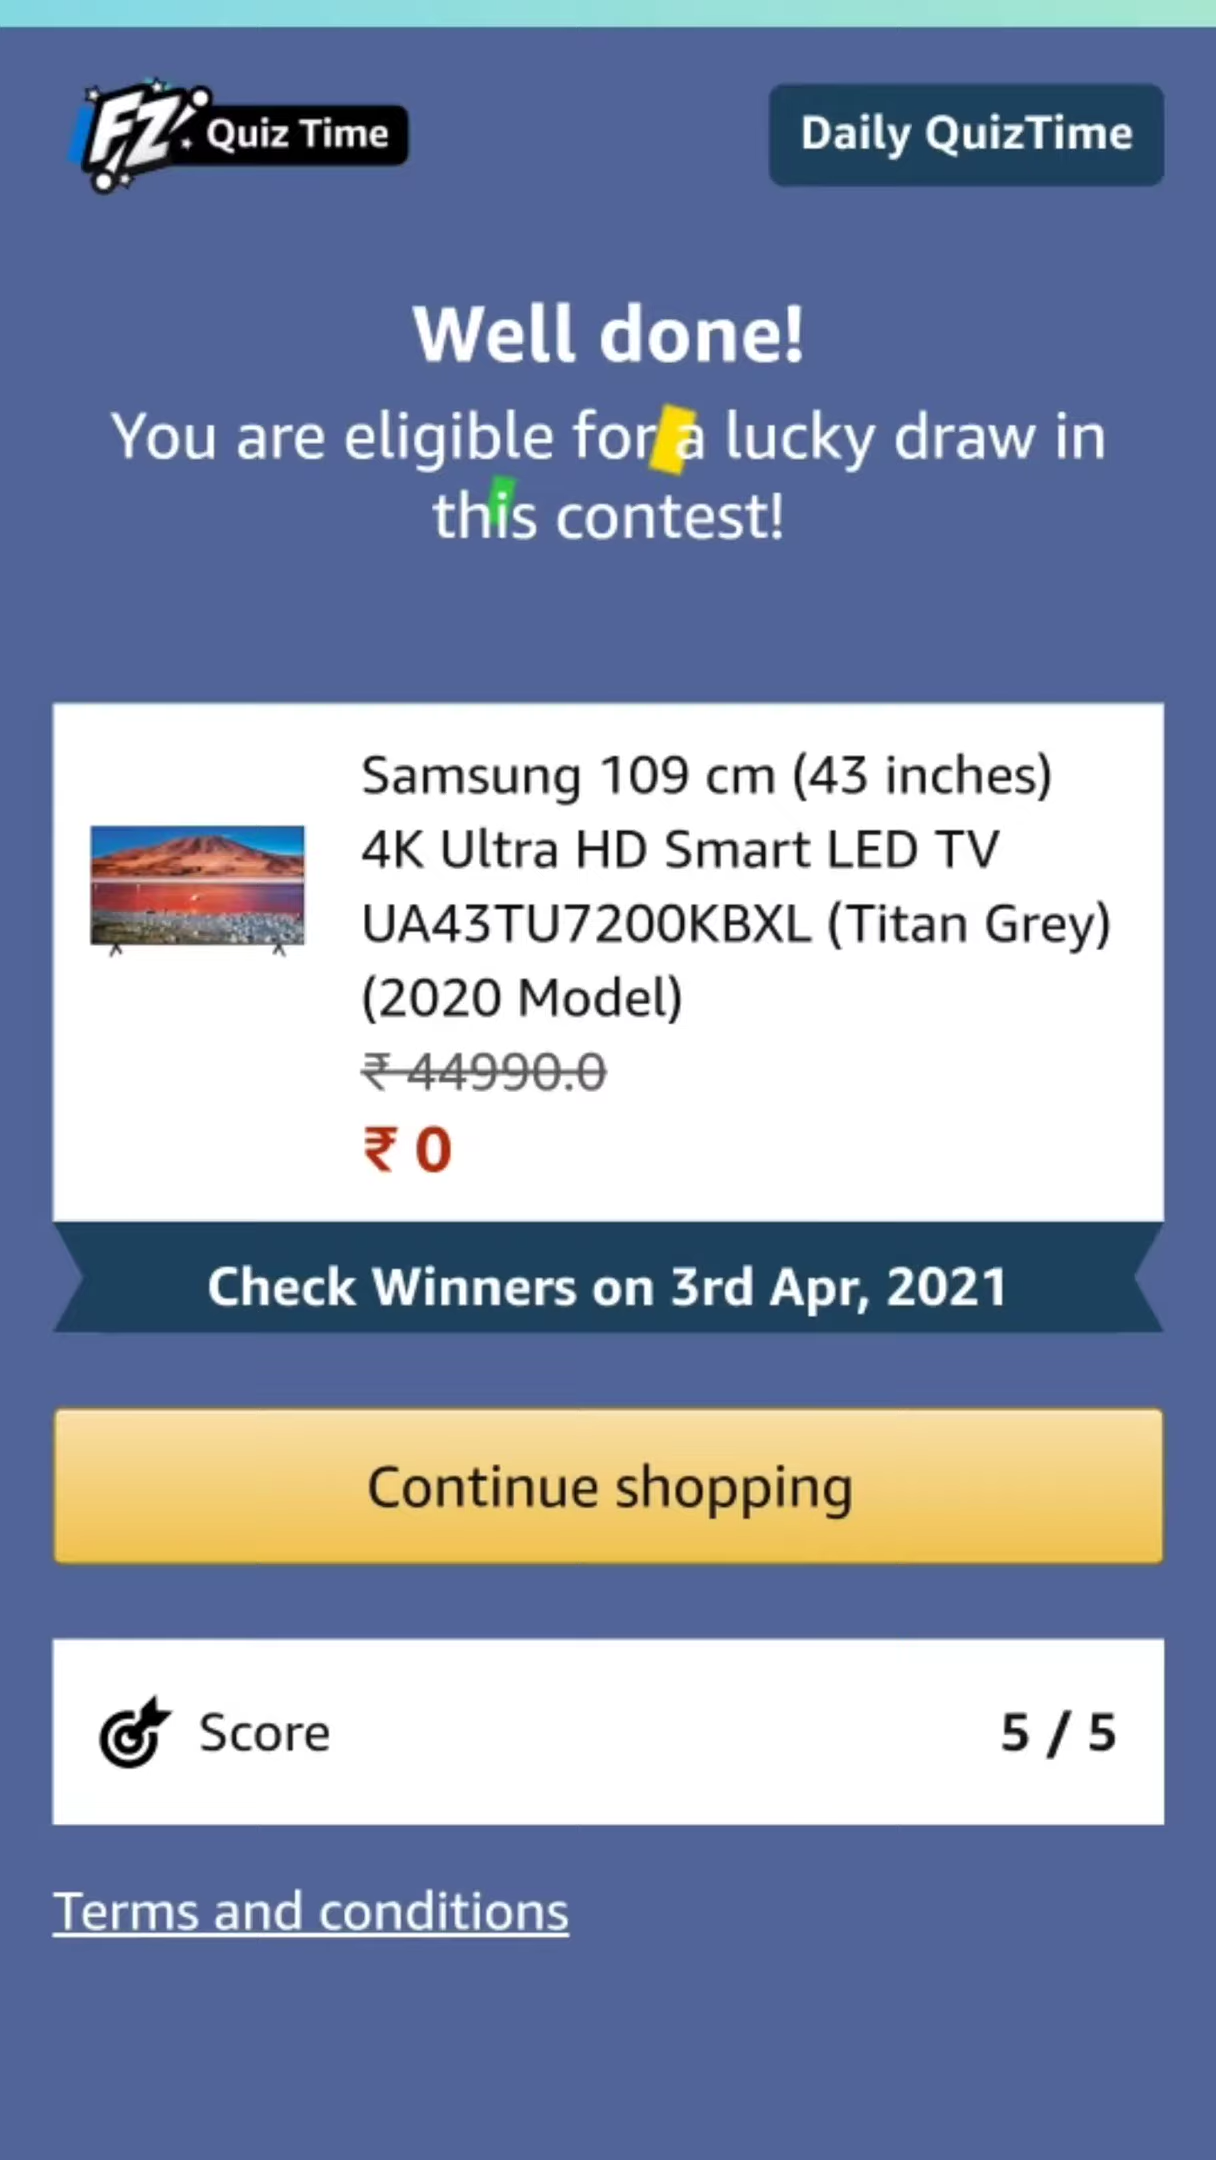 FZ Quiz Time
Daily QuizTime
Well done!
You are eligible for a lucky draw in
this contest!
Samsung 109 cm (43 inches)
4K Ultra HD Smart LED TV
UA43TU7200KBXL (Titan Grey)
(2020 Model)
₹ 44990.0
₹ 0
Check Winners on 3rd Apr, 2021
Continue shopping
Score
5 / 5
Terms and conditions